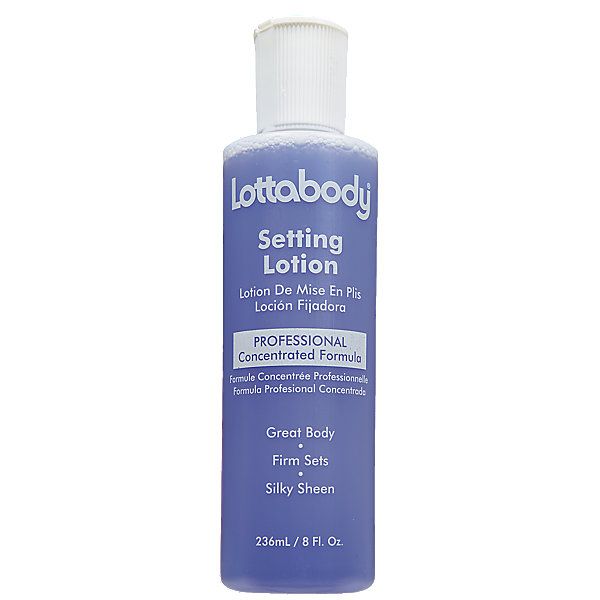 Lottabody®
Setting
Lotion
Lotion De Mise En Plis
Loción Fijadora
PROFESSIONAL
Concentrated Formula
Formule Concentrée Professionnelle
Formula Profesional Concentrada
Great Body
•
Firm Sets
•
Silky Sheen
236mL / 8 Fl. Oz.